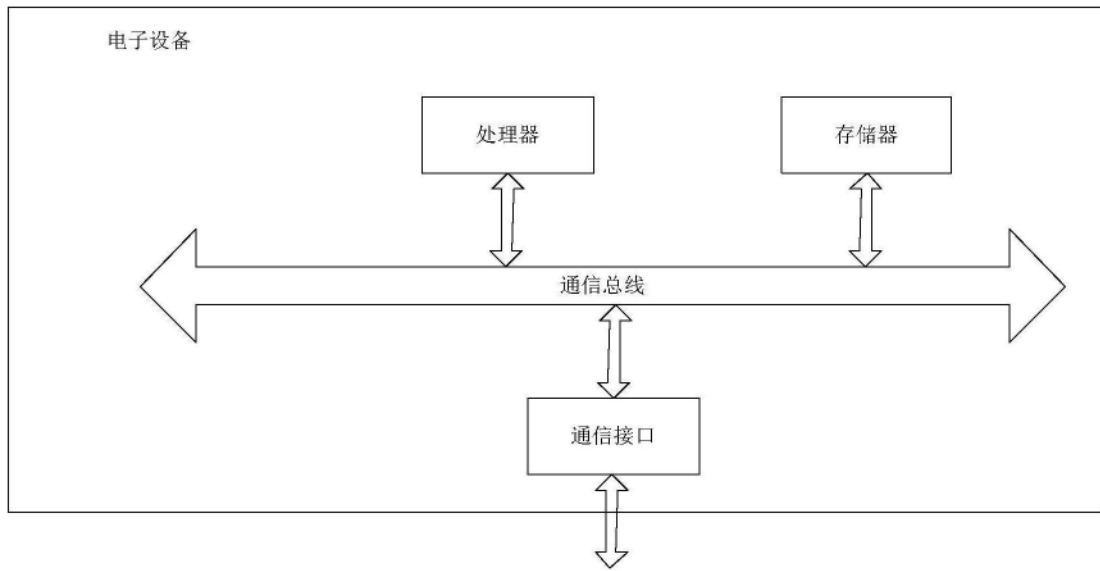 电子设备
处理器
存储器
通信总线
通信接口